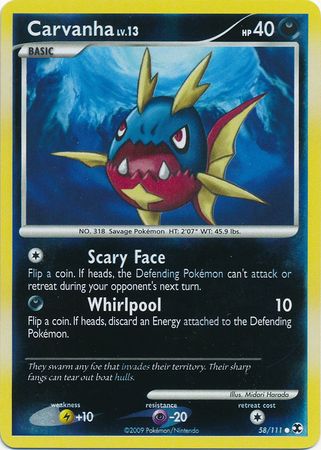 Carvanha LV.13 HP 40
BASIC
NO. 318 Savage Pokémon HT: 2'07" WT: 45.9 lbs.
Scary Face
Flip a coin. If heads, the Defending Pokémon can't attack or
retreat during your opponent's next turn.
Whirlpool 10
Flip a coin. If heads, discard an Energy attached to the Defending
Pokémon.
They swarm any foe that invades their territory. Their sharp
fangs can tear out boat hulls.
Illus. Midori Harada
weakness resistance retreat cost
+10 -20
©2009 Pokémon/Nintendo 58/111